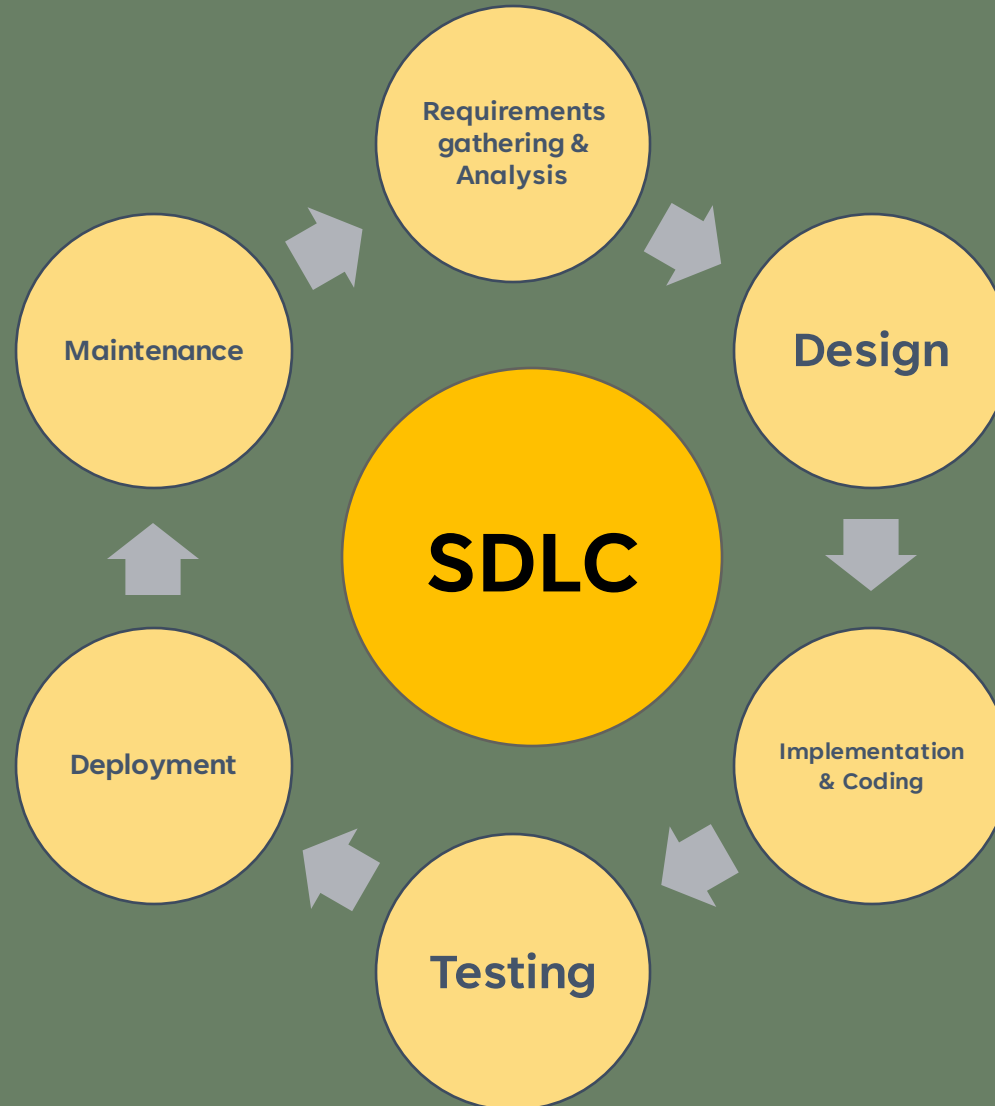 Requirements
gathering &
Analysis
Design
Implementation
& Coding
Testing
Deployment
Maintenance
SDLC